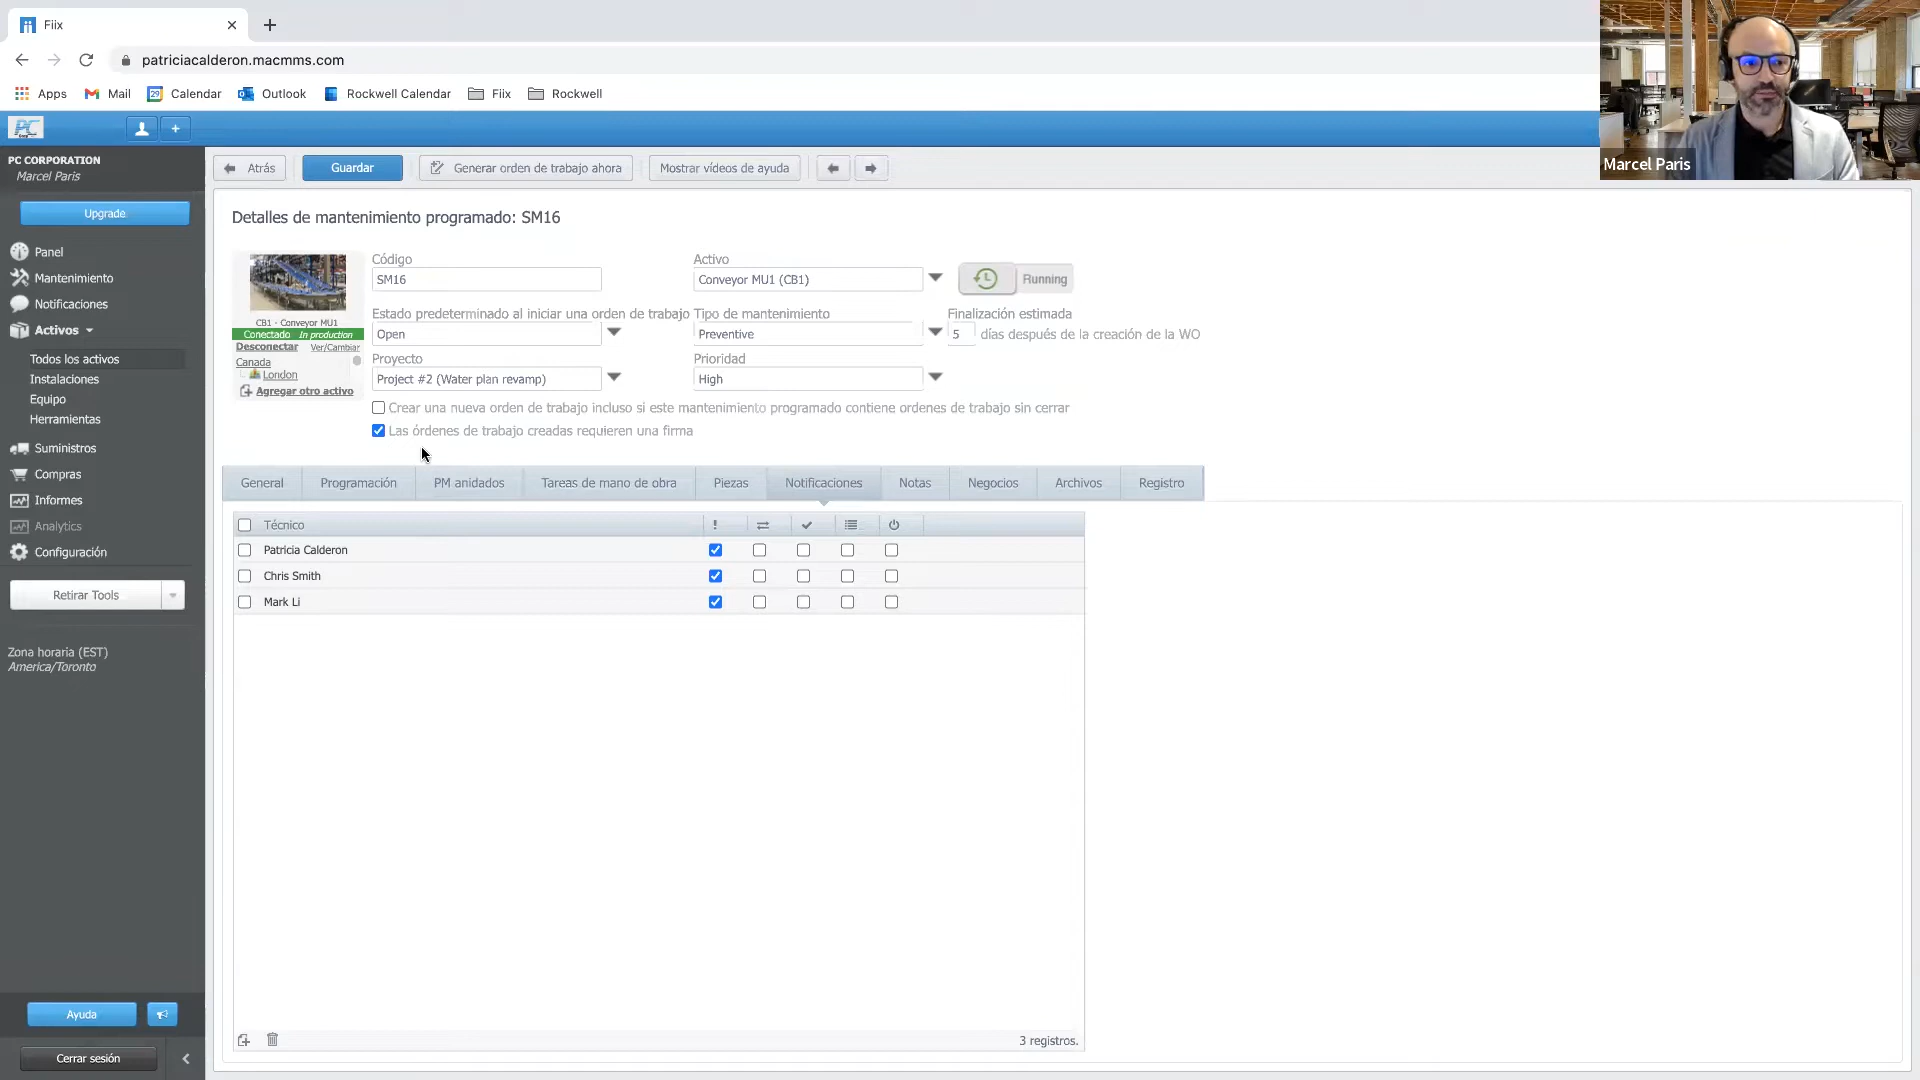 Fiix
patriciacalderon.macmms.com
Apps Mail Calendar Outlook Rockwell Calendar Fiix Rockwell
PC
Marcel Paris
PC CORPORATION
Marcel Paris
Upgrade
Panel
Mantenimiento
Notificaciones
Activos
Todos los activos
Instalaciones
Equipo
Herramientas
Suministros
Compras
Informes
Analytics
Configuración
Retirar Tools
Zona horaria (EST)
America/Toronto
Ayuda
Cerrar sesión
Atrás Guardar Generar orden de trabajo ahora Mostrar vídeos de ayuda
Detalles de mantenimiento programado: SM16
CB1 - Conveyor MU1
Conectado In production
Desconectar Ver/Cambiar
Canada
London
Agregar otro activo
Código Activo
SM16 Conveyor MU1 (CB1) Running
Estado predeterminado al iniciar una orden de trabajo Tipo de mantenimiento Finalización estimada
Open Preventive 5 días después de la creación de la WO
Proyecto Prioridad
Project #2 (Water plan revamp) High
Crear una nueva orden de trabajo incluso si este mantenimiento programado contiene ordenes de trabajo sin cerrar
Las órdenes de trabajo creadas requieren una firma
General Programación PM anidados Tareas de mano de obra Piezas Notificaciones Notas Negocios Archivos Registro
Técnico
Patricia Calderon
Chris Smith
Mark Li
3 registros.